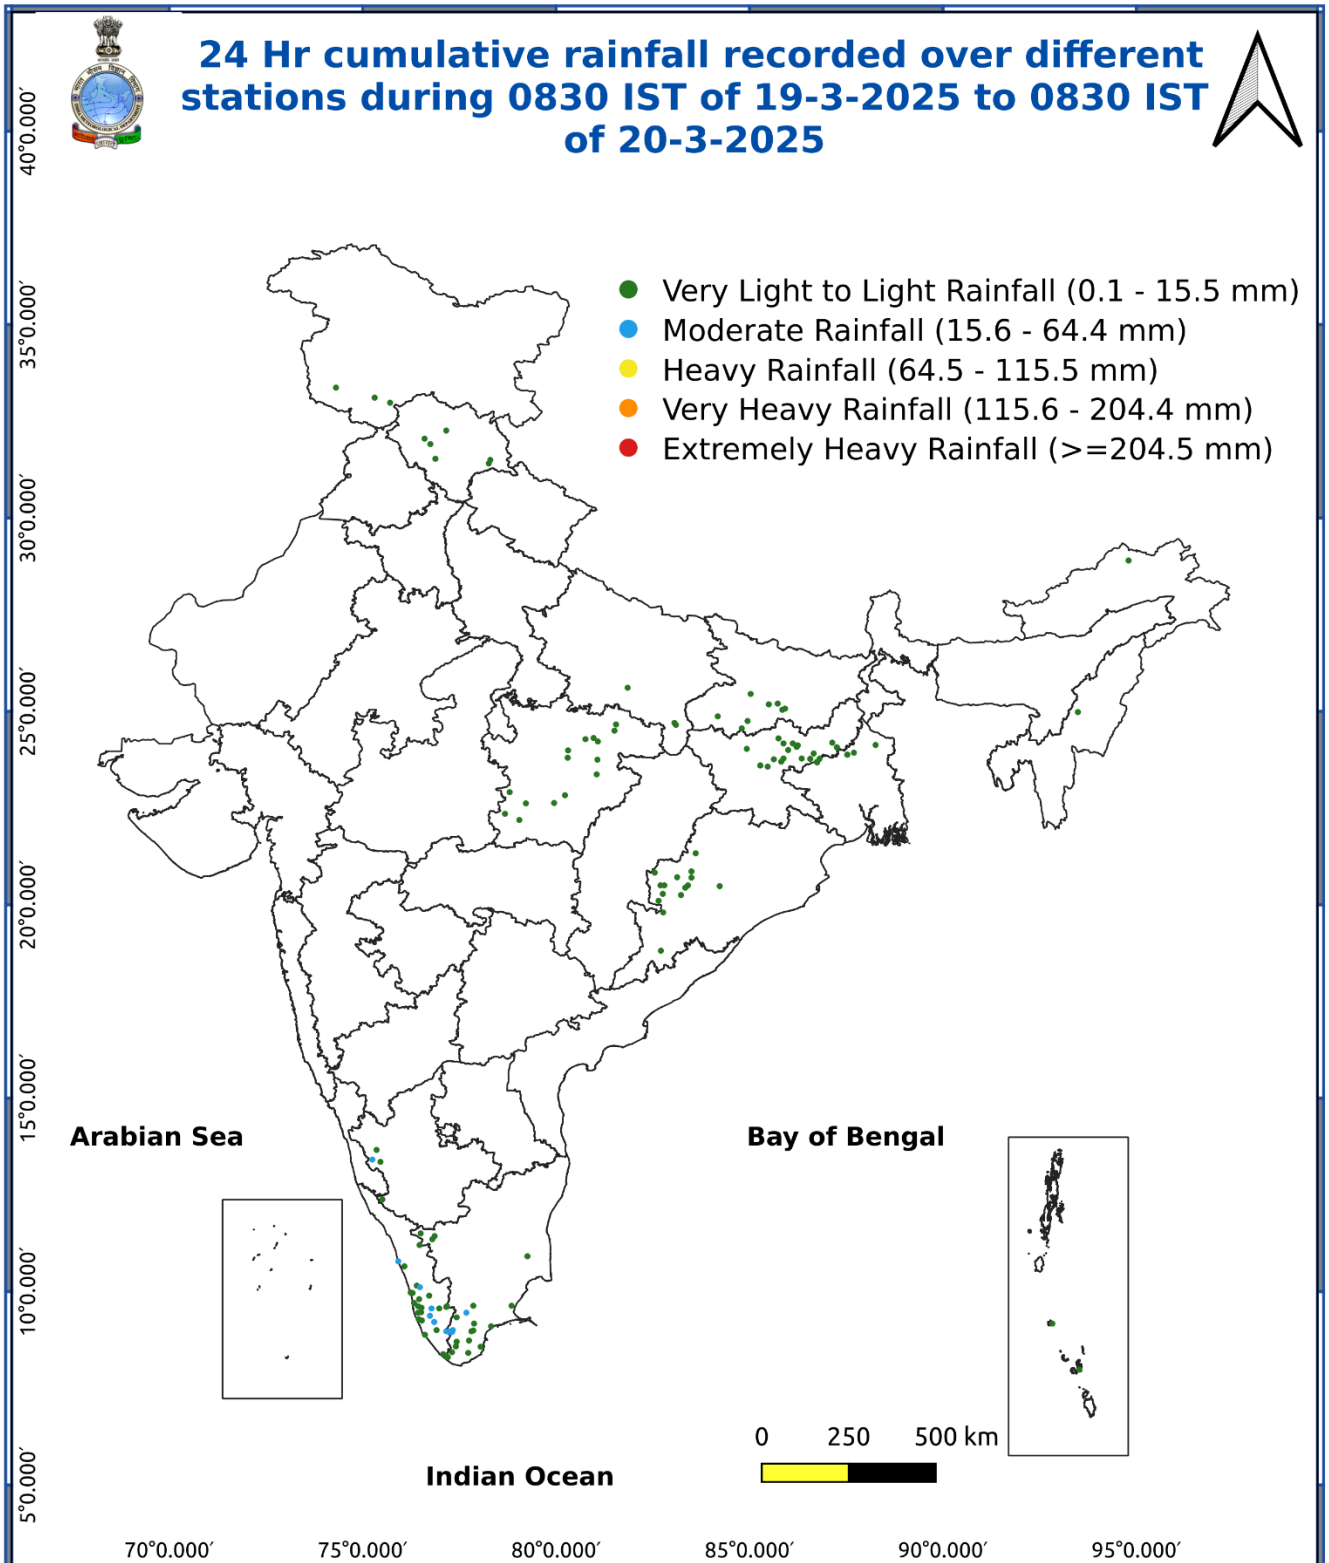 24 Hr cumulative rainfall recorded over different
stations during 0830 IST of 19-3-2025 to 0830 IST
of 20-3-2025
Very Light to Light Rainfall (0.1 - 15.5 mm)
Moderate Rainfall (15.6 - 64.4 mm)
Heavy Rainfall (64.5 - 115.5 mm)
Very Heavy Rainfall (115.6 - 204.4 mm)
Extremely Heavy Rainfall (>=204.5 mm)
40°0.000′
35°0.000′
30°0.000′
25°0.000′
20°0.000′
15°0.000′
10°0.000′
5°0.000′
Arabian Sea
Bay of Bengal
Indian Ocean
0 250 500 km
70°0.000′ 75°0.000′ 80°0.000′ 85°0.000′ 90°0.000′ 95°0.000′